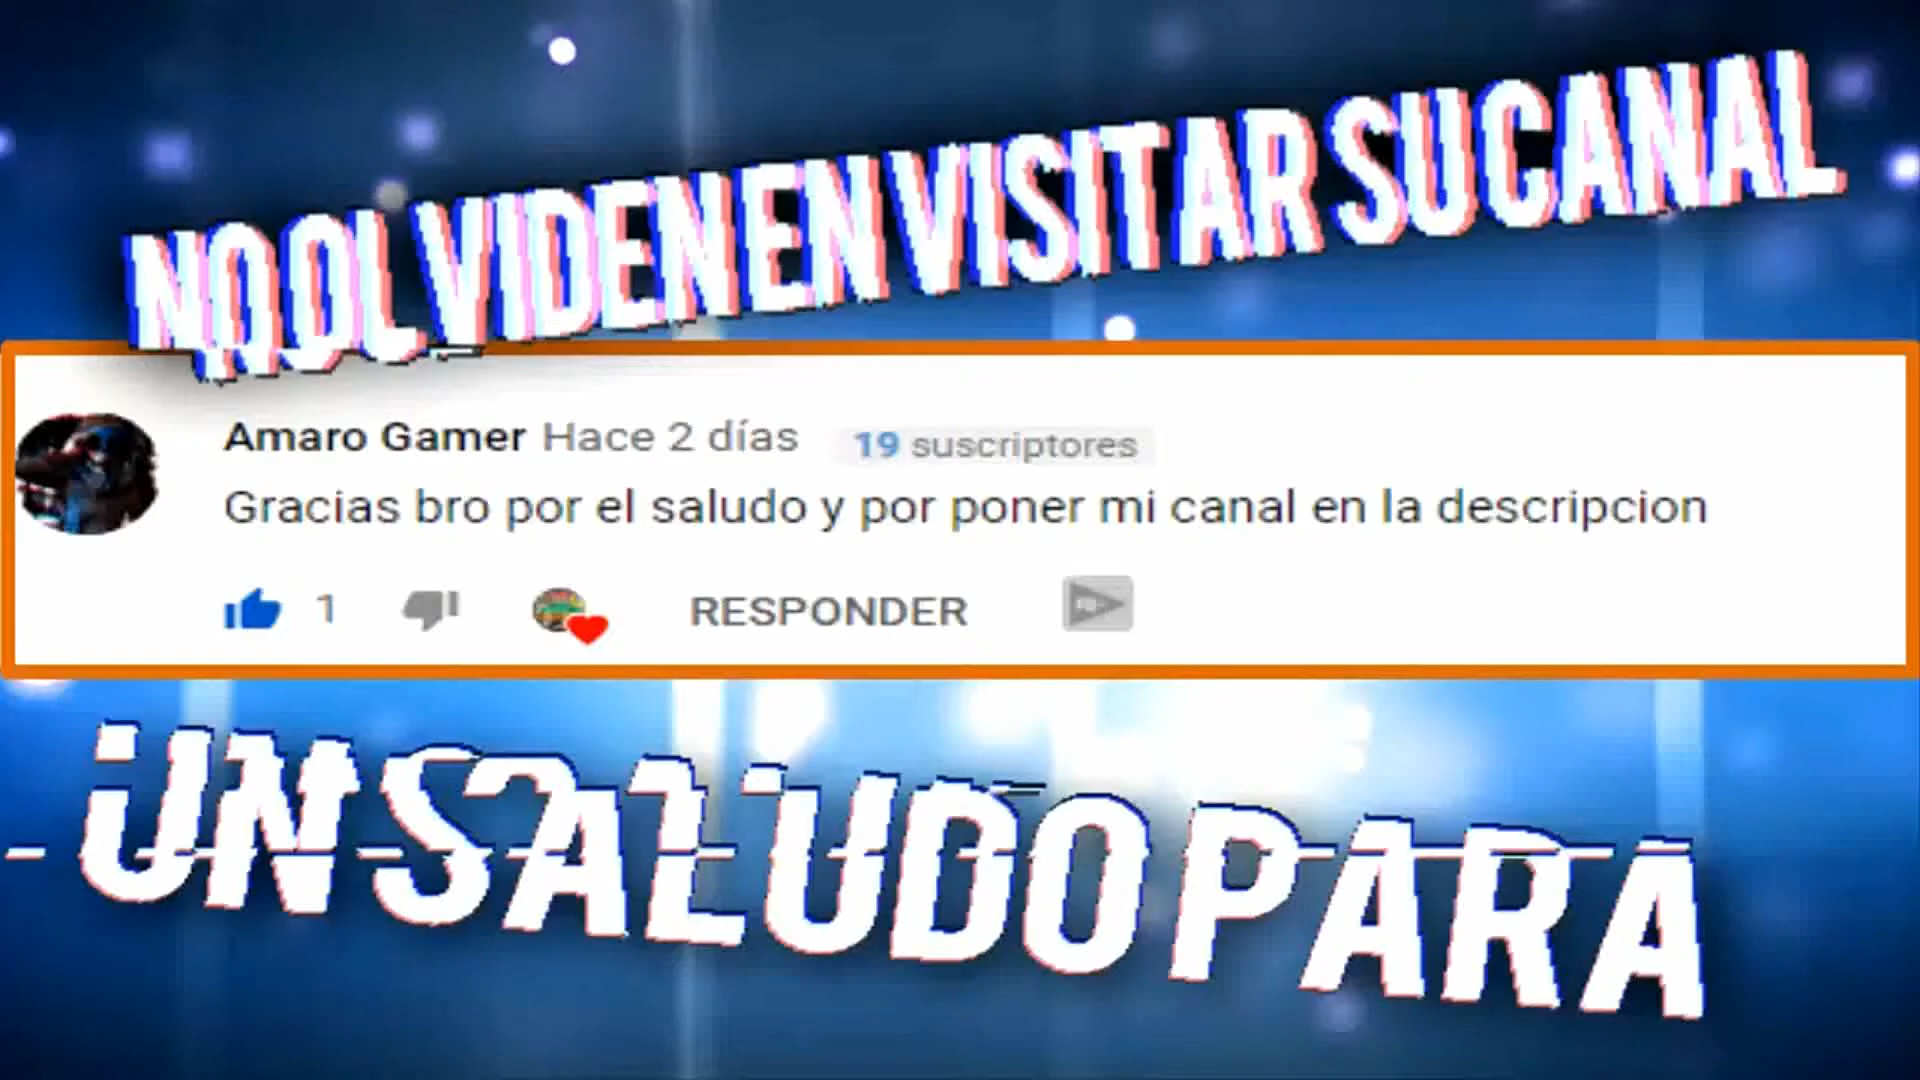 NO OLVIDEN EN VISITAR SU CANAL
Amaro Gamer Hace 2 días 19 suscriptores
Gracias bro por el saludo y por poner mi canal en la descripcion
1 RESPONDER
UN SALUDO PARA